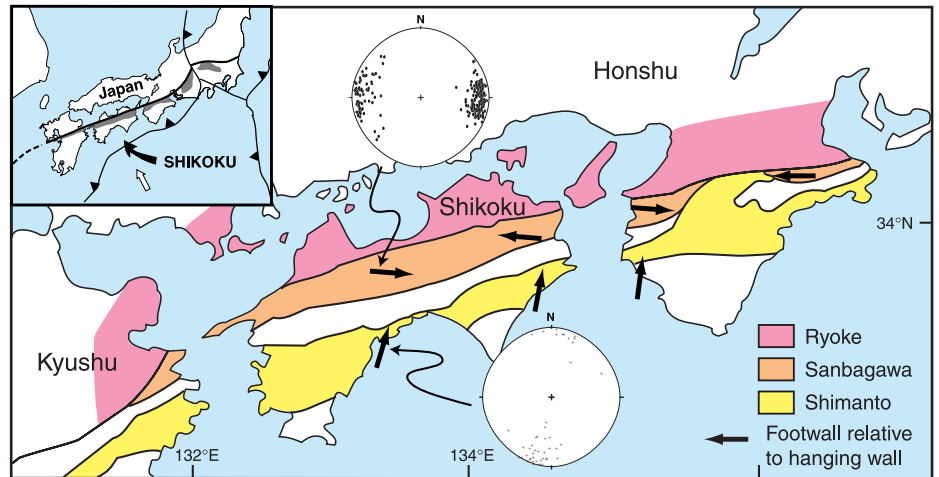 Japan
SHIKOKU
N
Honshu
Shikoku
34°N
Kyushu
N
Ryoke
Sanbagawa
Shimanto
Footwall relative
to hanging wall
132°E
134°E